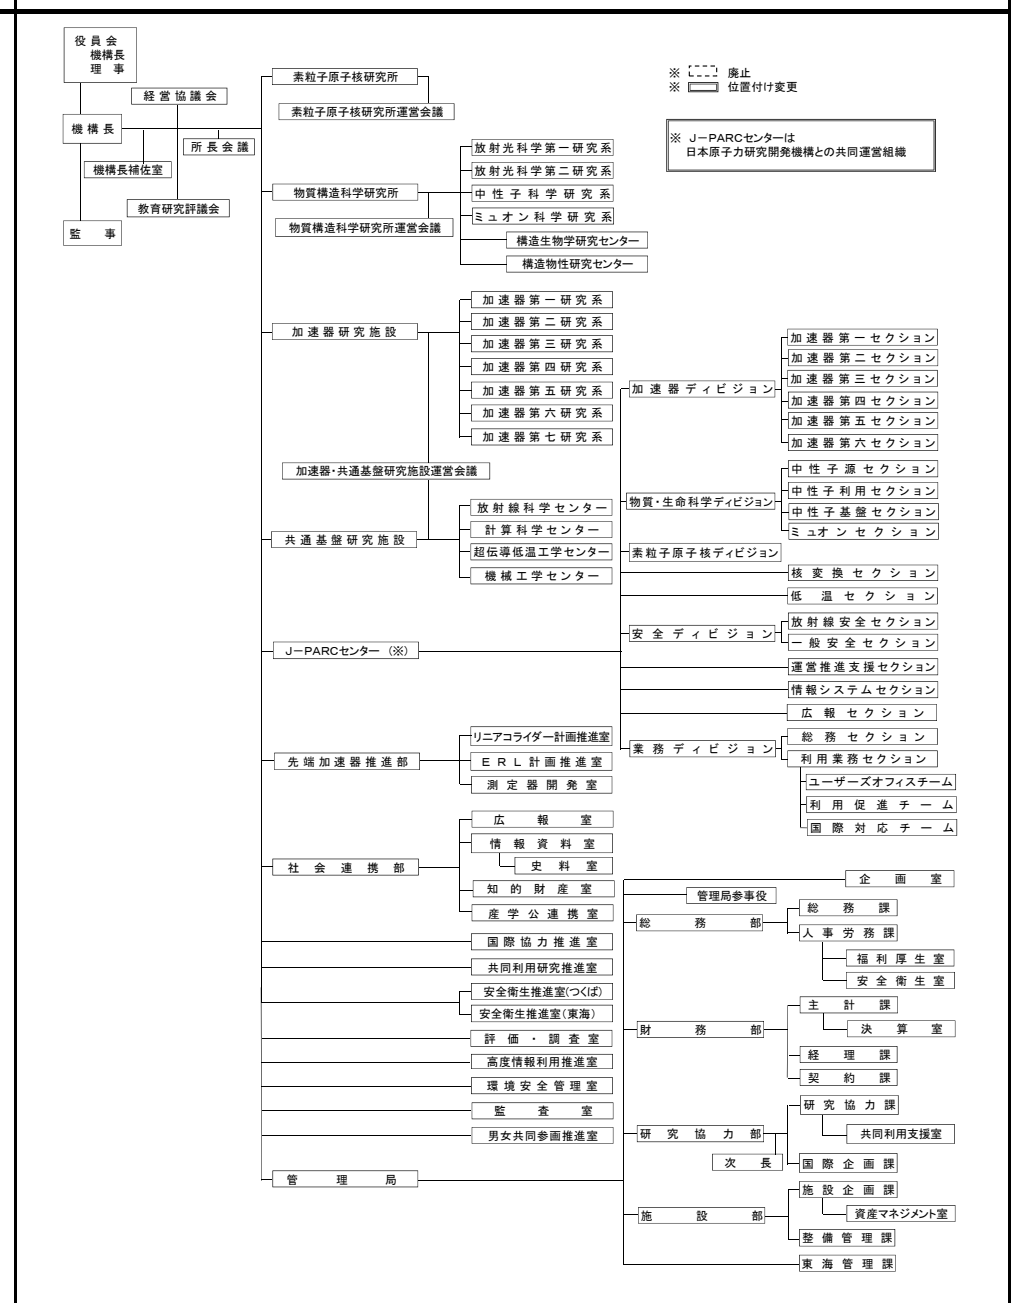 役員会
機構長
理　事
経営協議会
機構長
所長会議
機構長補佐室
教育研究評議会
監　事
※　廃止
※　位置付け変更
※　J－PARCセンターは
日本原子力研究開発機構との共同運営組織
素粒子原子核研究所
素粒子原子核研究所運営会議
物質構造科学研究所
物質構造科学研究所運営会議
放射光科学第一研究系
放射光科学第二研究系
中性子科学研究系
ミュオン科学研究系
構造生物学研究センター
構造物性研究センター
加速器研究施設
加速器第一研究系
加速器第二研究系
加速器第三研究系
加速器第四研究系
加速器第五研究系
加速器第六研究系
加速器第七研究系
加速器・共通基盤研究施設運営会議
共通基盤研究施設
放射線科学センター
計算科学センター
超伝導低温工学センター
機械工学センター
J－PARCセンター（※）
加速器ディビジョン
加速器第一セクション
加速器第二セクション
加速器第三セクション
加速器第四セクション
加速器第五セクション
加速器第六セクション
物質・生命科学ディビジョン
中性子源セクション
中性子利用セクション
中性子基盤セクション
ミュオンセクション
素粒子原子核ディビジョン
核変換セクション
低温セクション
安全ディビジョン
放射線安全セクション
一般安全セクション
運営推進支援セクション
情報システムセクション
広報セクション
業務ディビジョン
総務セクション
利用業務セクション
ユーザーズオフィスチーム
利用促進チーム
国際対応チーム
先端加速器推進部
リニアコライダー計画推進室
ＥＲＬ計画推進室
測定器開発室
社会連携部
広報室
情報資料室
史料室
知的財産室
産学公連携室
国際協力推進室
共同利用研究推進室
安全衛生推進室(つくば)
安全衛生推進室（東海）
評価・調査室
高度情報利用推進室
環境安全管理室
監査室
男女共同参画推進室
管理局
企画室
管理局参事役
総務部
総務課
人事労務課
福利厚生室
安全衛生室
財務部
主計課
決算室
経理課
契約課
研究協力部
次長
研究協力課
共同利用支援室
国際企画課
施設部
施設企画課
資産マネジメント室
整備管理課
東海管理課